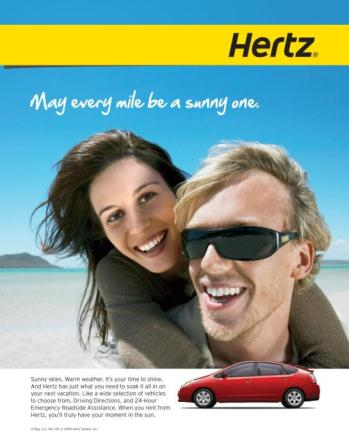 Hertz®
May every mile be a sunny one.
Sunny skies. Warm weather. It's your time to shine.
And Hertz has just what you need to soak it all in on
your next vacation. Like a wide selection of vehicles
to choose from, Driving Directions, and 24-Hour
Emergency Roadside Assistance. When you rent from
Hertz, you'll truly have your moment in the sun.
® Reg. U.S. Pat. Off. © 2009 Hertz System, Inc.